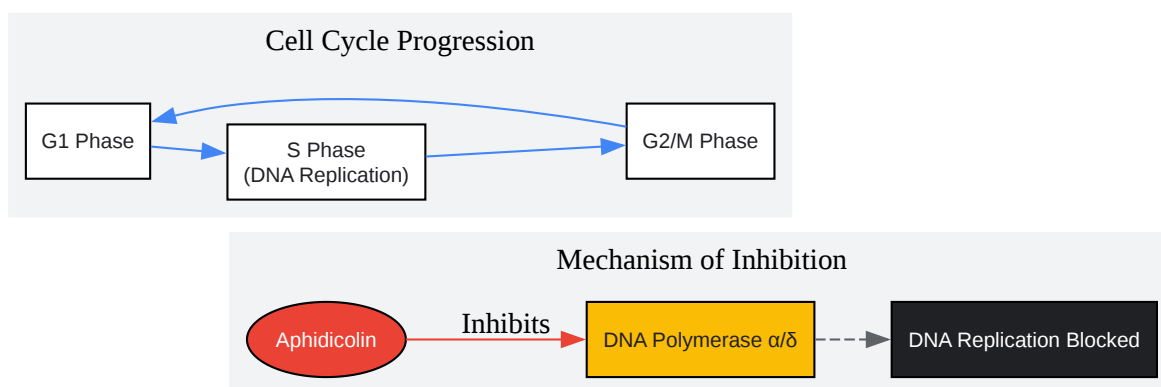 Cell Cycle Progression
G1 Phase
S Phase
(DNA Replication)
G2/M Phase
Mechanism of Inhibition
Aphidicolin
Inhibits
DNA Polymerase α/δ
DNA Replication Blocked